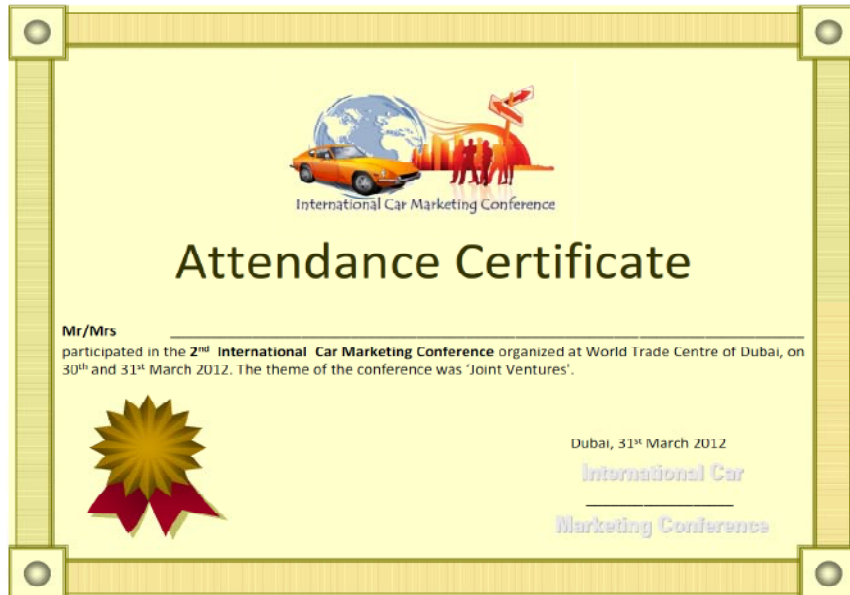 International Car Marketing Conference
Attendance Certificate
Mr/Mrs ________________________________________________
participated in the 2nd International Car Marketing Conference organized at World Trade Centre of Dubai, on
30th and 31st March 2012. The theme of the conference was ‘Joint Ventures’.
Dubai, 31st March 2012
International Car
__________________
Marketing Conference